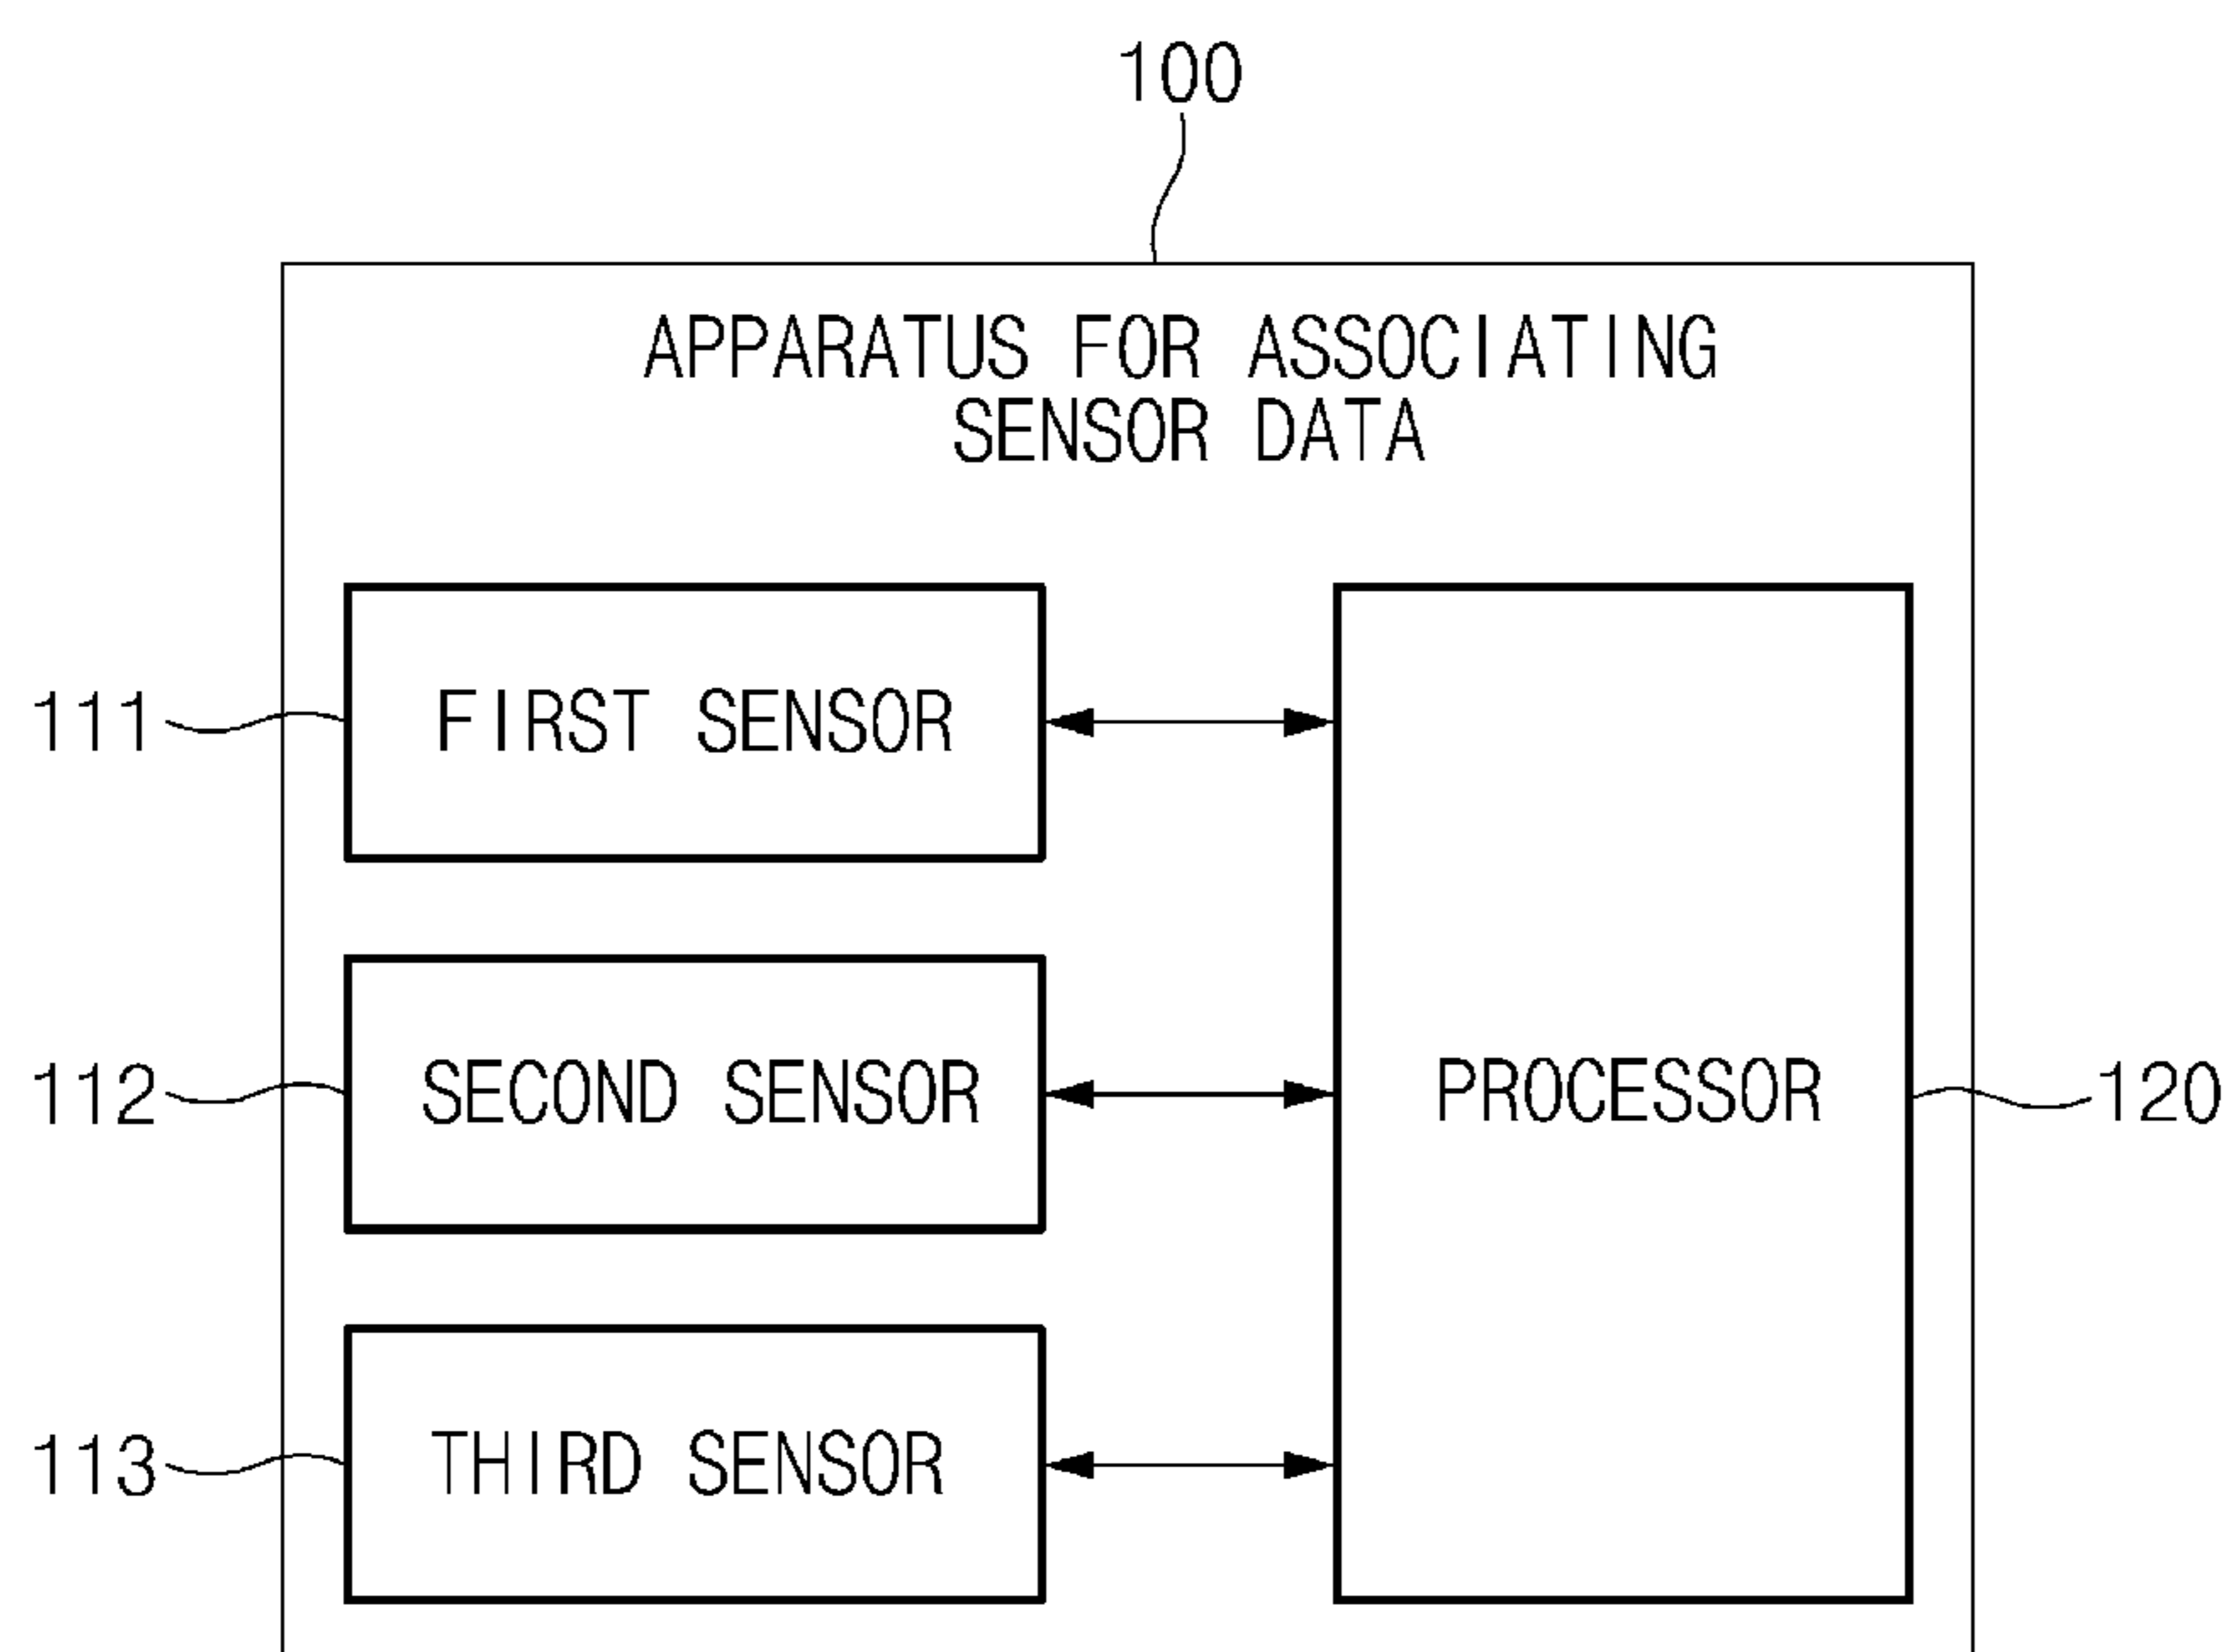 100
APPARATUS FOR ASSOCIATING
SENSOR DATA
111
FIRST SENSOR
112
SECOND SENSOR
PROCESSOR
120
113
THIRD SENSOR